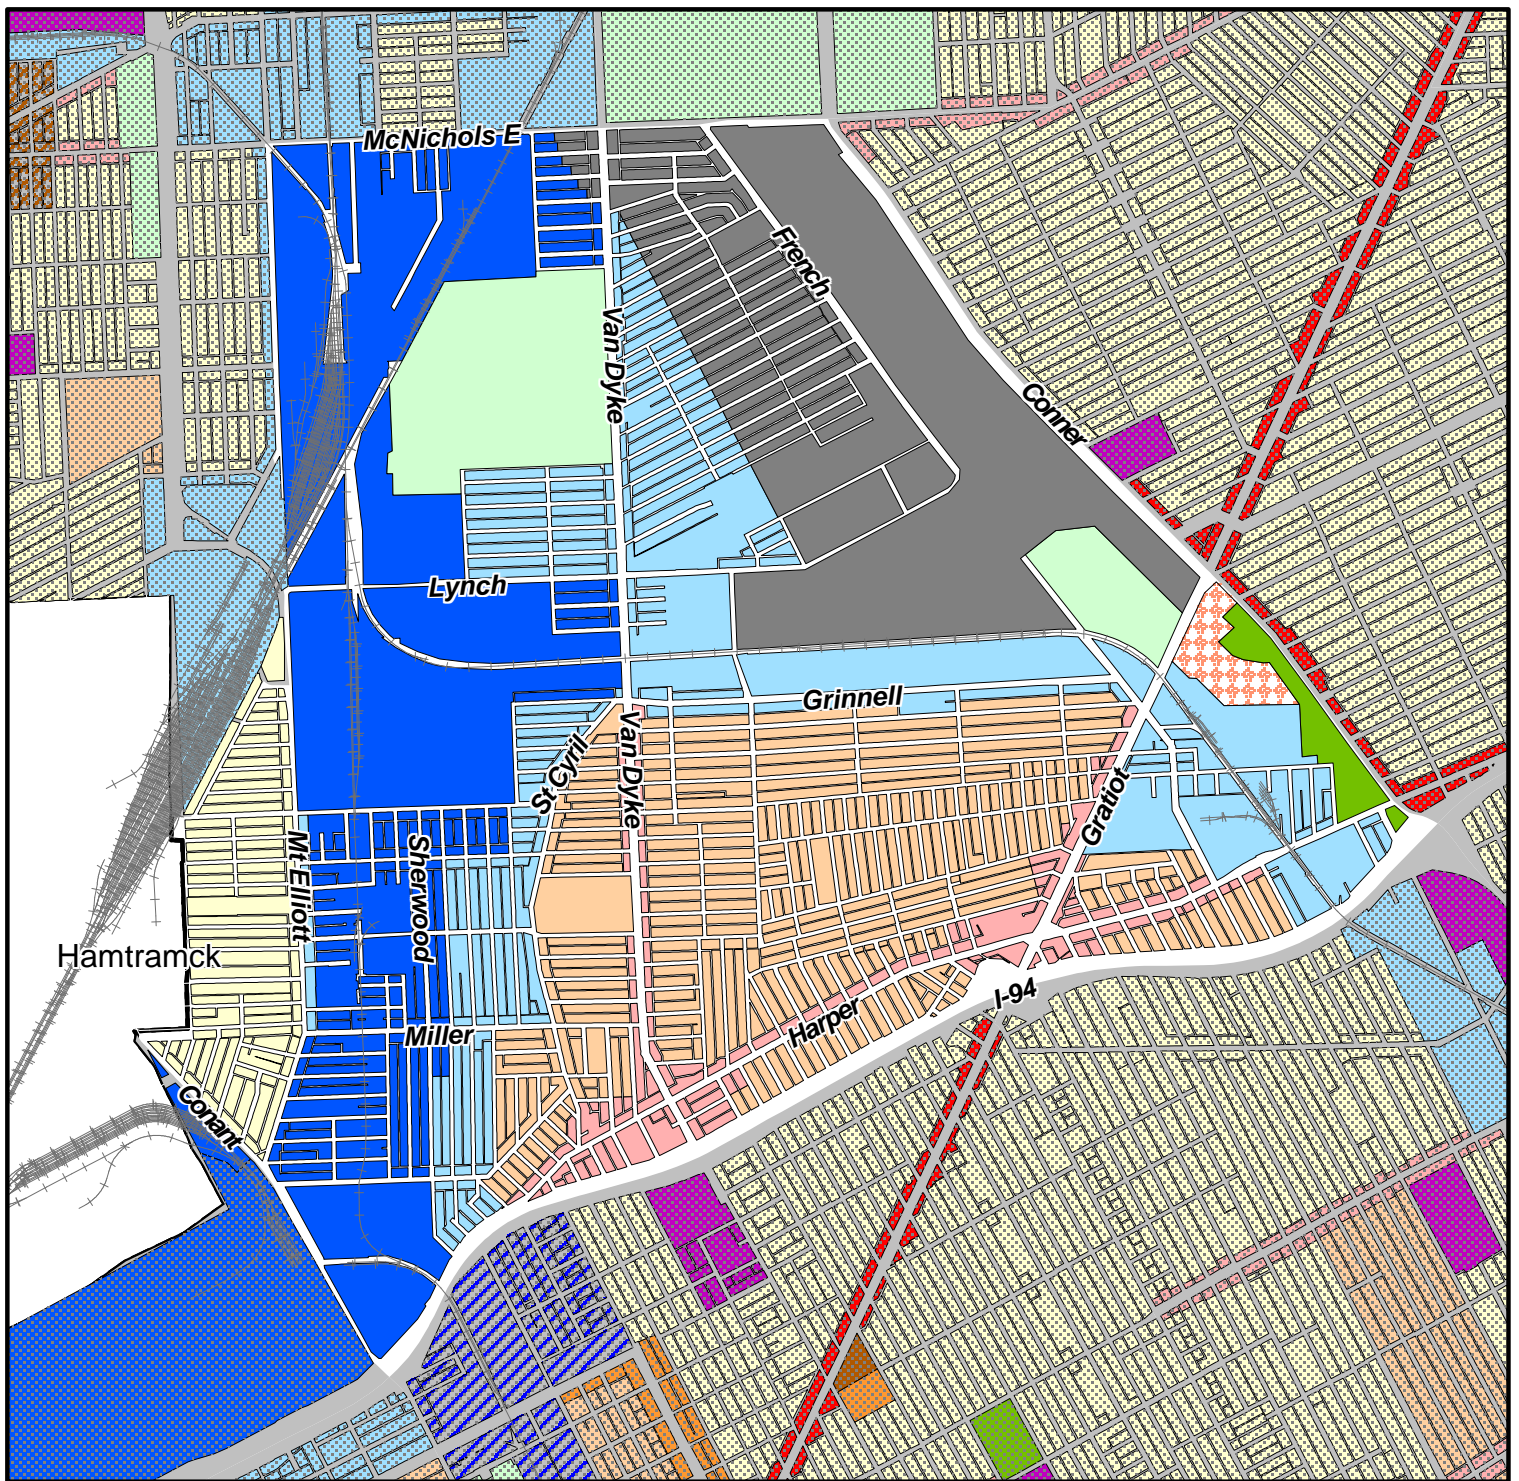 McNichols E
French
Van Dyke
Conner
Lynch
Grinnell
St Cyril
Van Dyke
Gratiot
Mt Elliott
Sherwood
Hamtramck
I-94
Harper
Miller
Conant